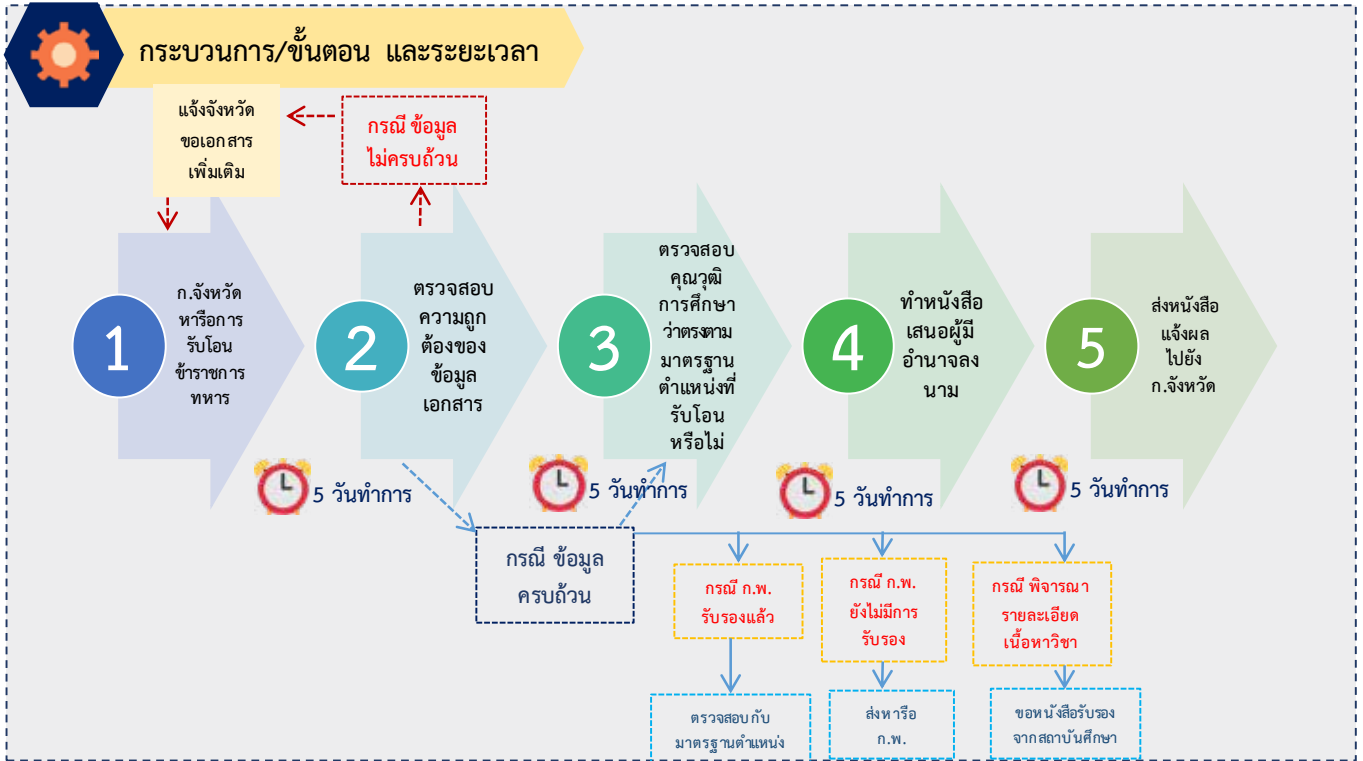 กระบวนการ/ขั้นตอน และระยะเวลา
แจ้งจังหวัด
ขอเอกสาร
เพิ่มเติม
กรณี ข้อมูล
ไม่ครบถ้วน
1
ก.จังหวัด
หารือการ
รับโอน
ข้าราชการ
ทหาร
2
ตรวจสอบ
ความถูก
ต้องของ
ข้อมูล
เอกสาร
3
ตรวจสอบ
คุณวุฒิ
การศึกษา
ว่าตรงตาม
มาตรฐาน
ตำแหน่งที่
รับโอน
หรือไม่
4
ทำหนังสือ
เสนอผู้มี
อำนาจลง
นาม
5
ส่งหนังสือ
แจ้งผล
ไปยัง
ก.จังหวัด
5 วันทำการ
5 วันทำการ
5 วันทำการ
5 วันทำการ
กรณี ข้อมูล
ครบถ้วน
กรณี ก.พ.
รับรองแล้ว
กรณี ก.พ.
ยังไม่มีการ
รับรอง
กรณี พิจารณา
รายละเอียด
เนื้อหาวิชา
ตรวจสอบกับ
มาตรฐานตำแหน่ง
ส่งหารือ
ก.พ.
ขอหนังสือรับรอง
จากสถาบันศึกษา